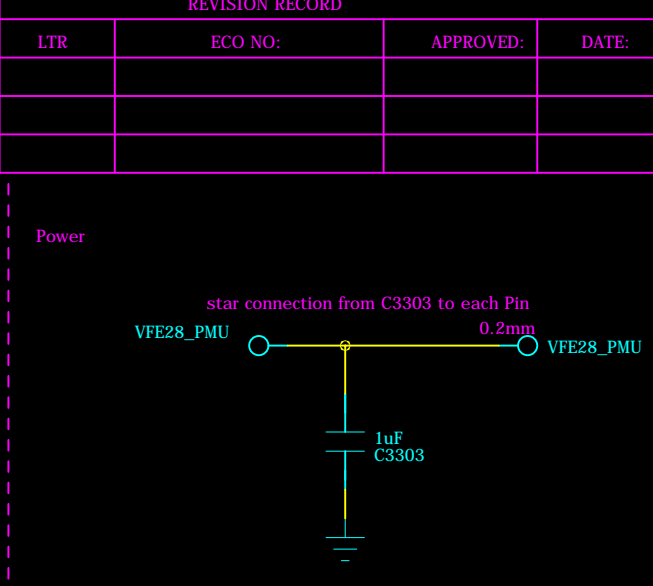 REVISION RECORD
LTR ECO NO: APPROVED: DATE:
Power
star connection from C3303 to each Pin
0.2mm
VFE28_PMU VFE28_PMU
1uF
C3303